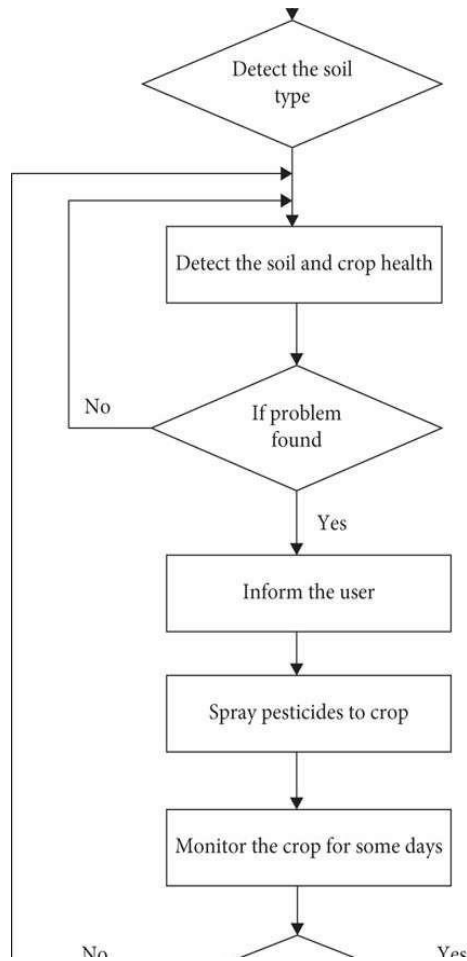 Detect the soil
type
Detect the soil and crop health
No
If problem
found
Yes
Inform the user
Spray pesticides to crop
Monitor the crop for some days
No
Yes